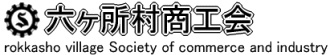 六ヶ所村商工会
rokkasho village Society of commerce and industry